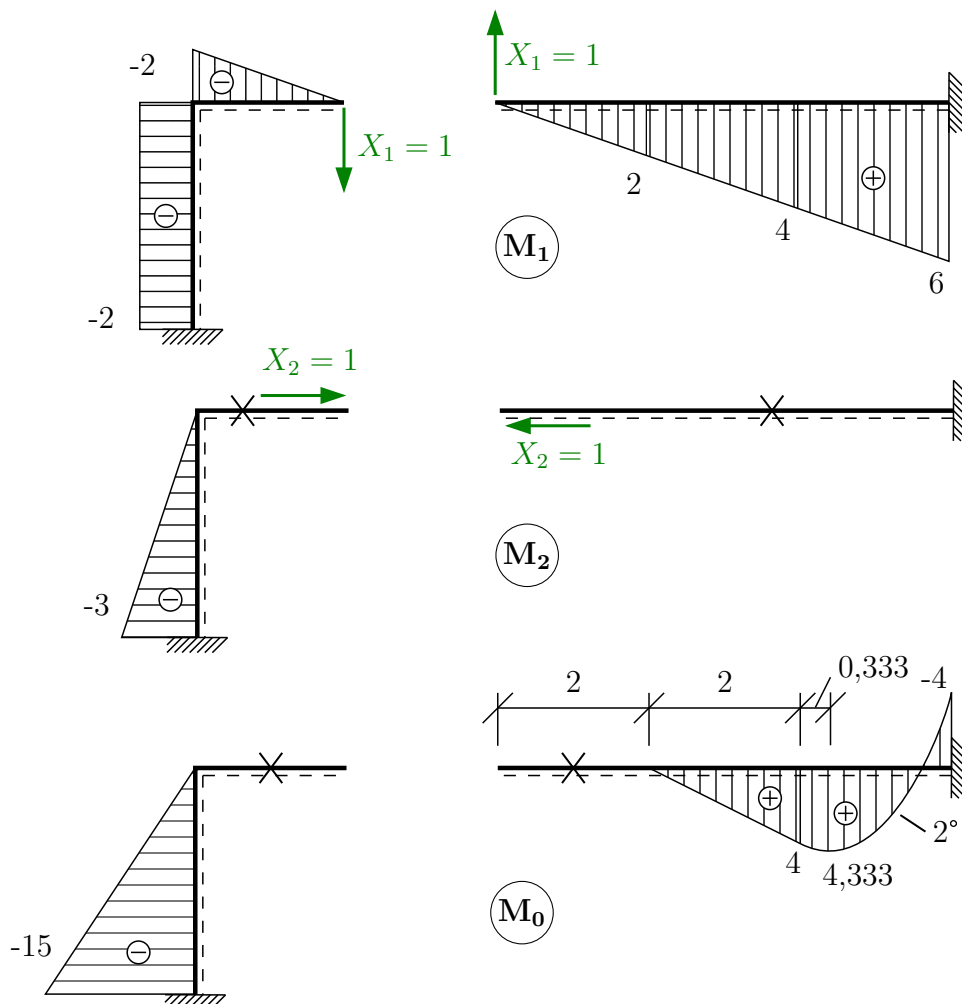 -2
X₁ = 1
X₁ = 1
-2
2
4
6
M₁
X₂ = 1
X₂ = 1
-3
M₂
2
2
0,333
-4
4
4,333
2°
-15
M₀